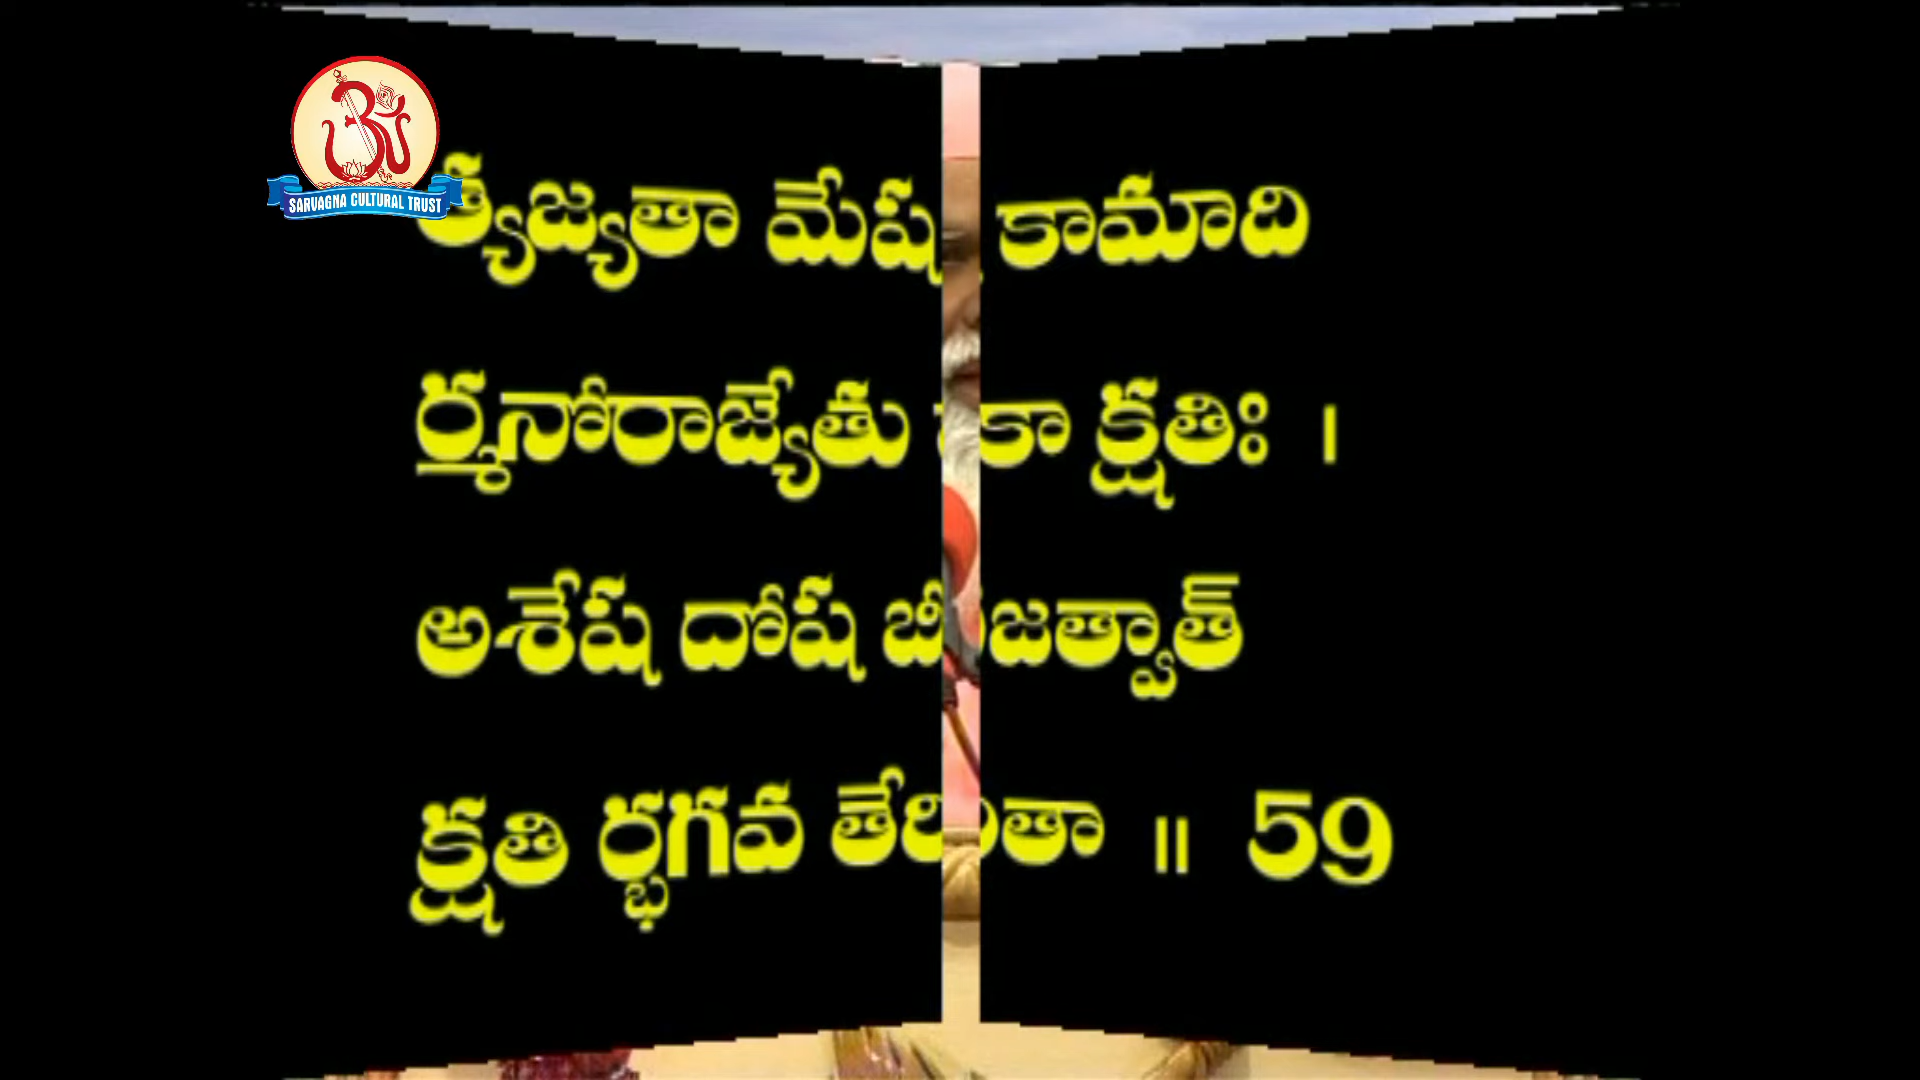 SARVAGNA CULTURAL TRUST
త్యజ్యతా మేష కామాది
ర్మనోరాజ్యేతు కా క్షతిః ।
అశేష దోష బీజత్వాత్
క్షతి ర్భగవ తేరితా ॥ 59